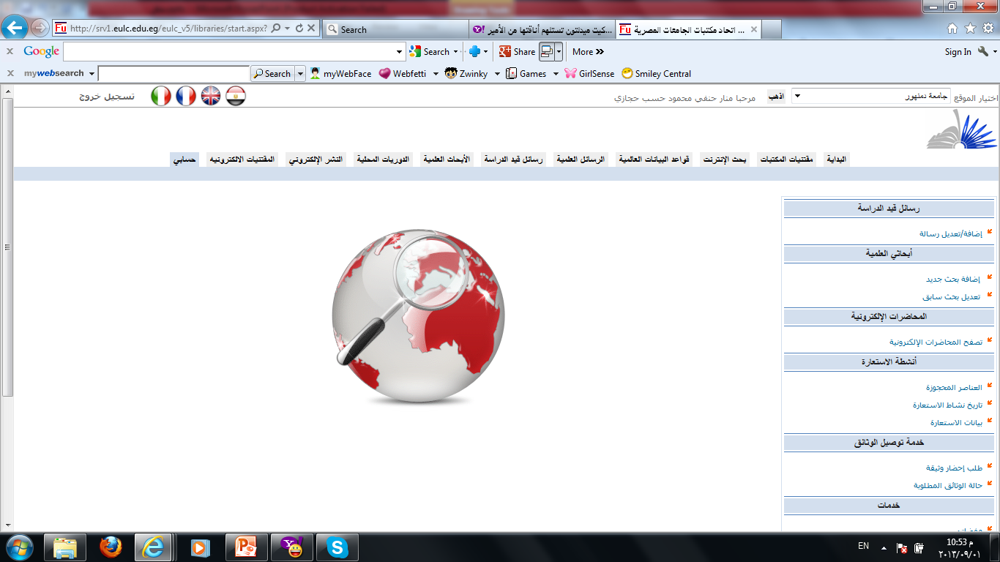 http://srv1.eulc.edu.eg/eulc_v5/libraries/start.aspx?
Search
كيت ميدلتون تستلهم أناقتها من الأمير...
اتحاد مكتبات الجامعات المصرية ...
Google
Search
Share
More »
Sign In
mywebsearch
Search
myWebFace
Webfetti
Zwinky
Games
GirlSense
Smiley Central
اختيار الموقع
جامعة دمنهور
اذهب
مرحبا منار حنفي محمود حسب حجازي
تسجيل خروج
البداية
مقتنيات المكتبات
بحث الإنترنت
قواعد البيانات العالمية
الرسائل العلمية
رسائل قيد الدراسة
الأبحاث العلمية
الدوريات المحلية
النشر الإلكتروني
المقتنيات الالكترونيه
حسابي
رسائل قيد الدراسة
إضافة/تعديل رسالة
أبحاثي العلمية
إضافة بحث جديد
تعديل بحث سابق
المحاضرات الإلكترونية
تصفح المحاضرات الإلكترونية
أنشطة الاستعارة
العناصر المحجوزة
تاريخ نشاط الاستعارة
بيانات الاستعارة
خدمة توصيل الوثائق
طلب إحضار وثيقة
حالة الوثائق المطلوبة
خدمات
EN
10:53 م
٢٠١٣/٠٩/٠١